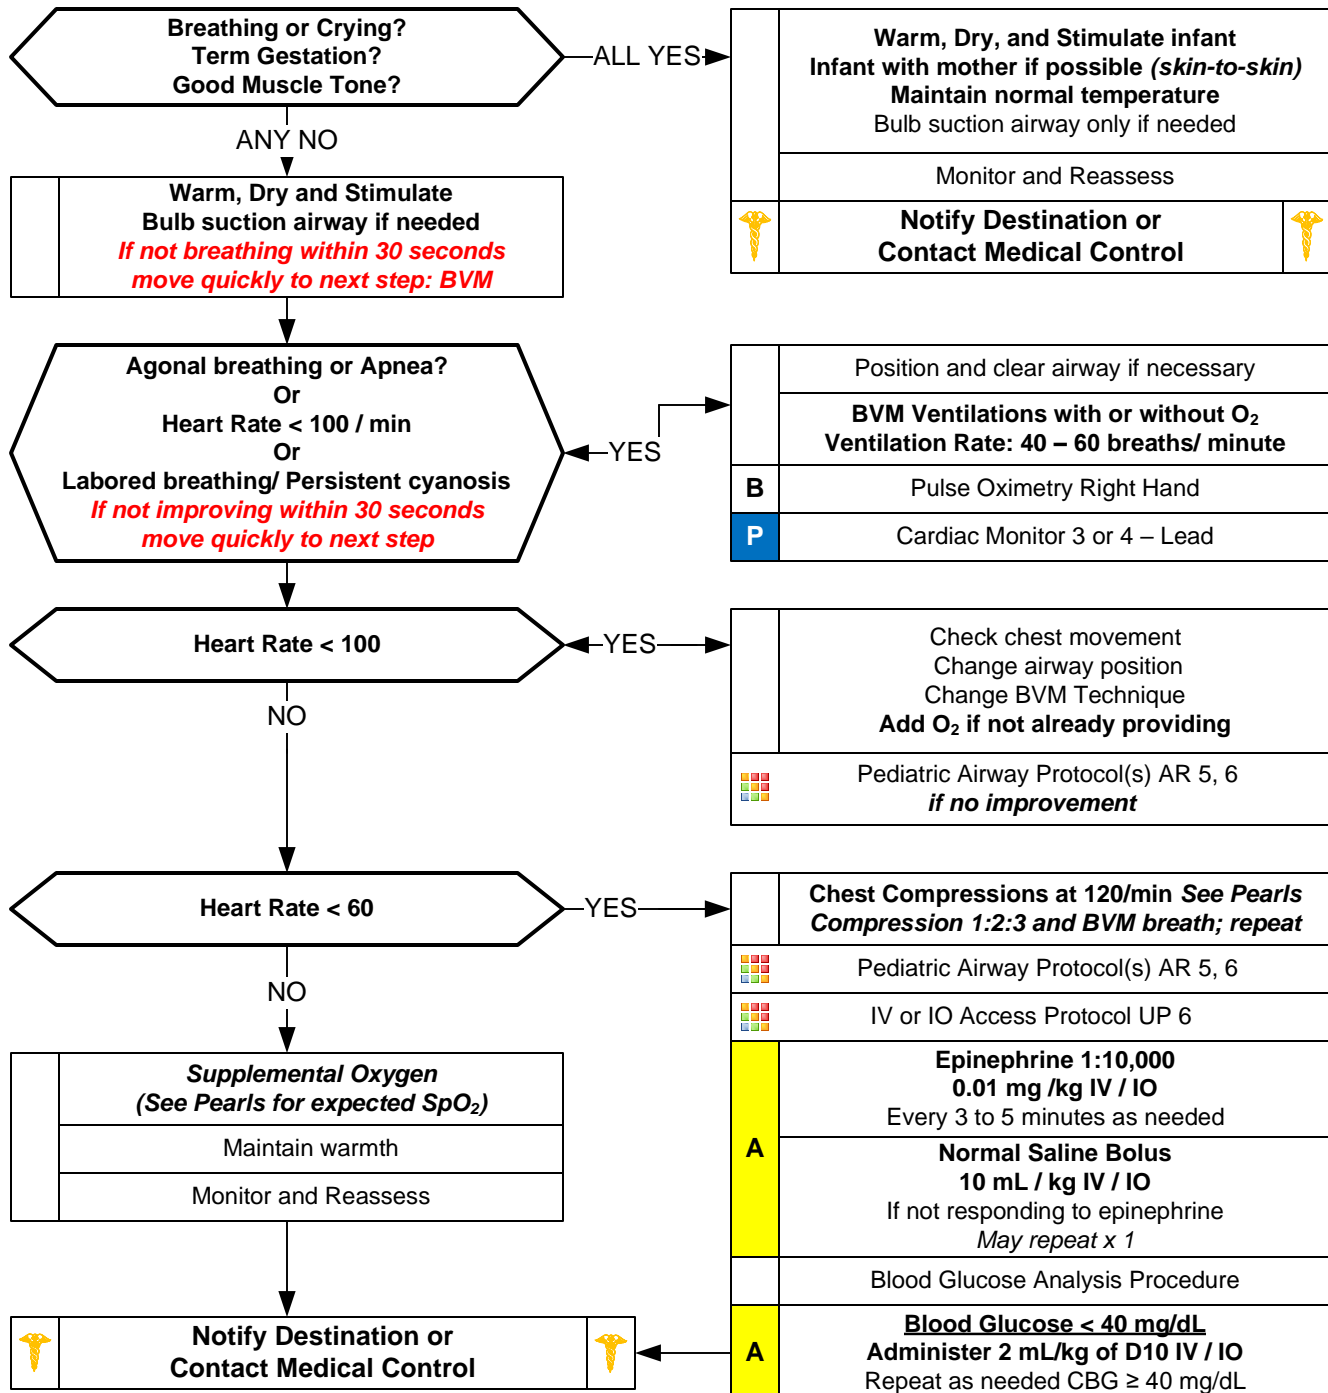 Breathing or Crying?
Term Gestation?
Good Muscle Tone?
ALL YES
Warm, Dry, and Stimulate infant
Infant with mother if possible (skin-to-skin)
Maintain normal temperature
Bulb suction airway only if needed
Monitor and Reassess
Notify Destination or
Contact Medical Control
ANY NO
Warm, Dry and Stimulate
Bulb suction airway if needed
If not breathing within 30 seconds
move quickly to next step: BVM
Agonal breathing or Apnea?
Or
Heart Rate < 100 / min
Or
Labored breathing/ Persistent cyanosis
If not improving within 30 seconds
move quickly to next step
YES
Position and clear airway if necessary
BVM Ventilations with or without O₂
Ventilation Rate: 40 – 60 breaths/ minute
B Pulse Oximetry Right Hand
P Cardiac Monitor 3 or 4 – Lead
Heart Rate < 100
YES
Check chest movement
Change airway position
Change BVM Technique
Add O₂ if not already providing
Pediatric Airway Protocol(s) AR 5, 6
if no improvement
NO
Heart Rate < 60
YES
Chest Compressions at 120/min See Pearls
Compression 1:2:3 and BVM breath; repeat
Pediatric Airway Protocol(s) AR 5, 6
IV or IO Access Protocol UP 6
A
Epinephrine 1:10,000
0.01 mg /kg IV / IO
Every 3 to 5 minutes as needed
Normal Saline Bolus
10 mL / kg IV / IO
If not responding to epinephrine
May repeat x 1
Blood Glucose Analysis Procedure
A
Blood Glucose < 40 mg/dL
Administer 2 mL/kg of D10 IV / IO
Repeat as needed CBG ≥ 40 mg/dL
NO
Supplemental Oxygen
(See Pearls for expected SpO₂)
Maintain warmth
Monitor and Reassess
Notify Destination or
Contact Medical Control